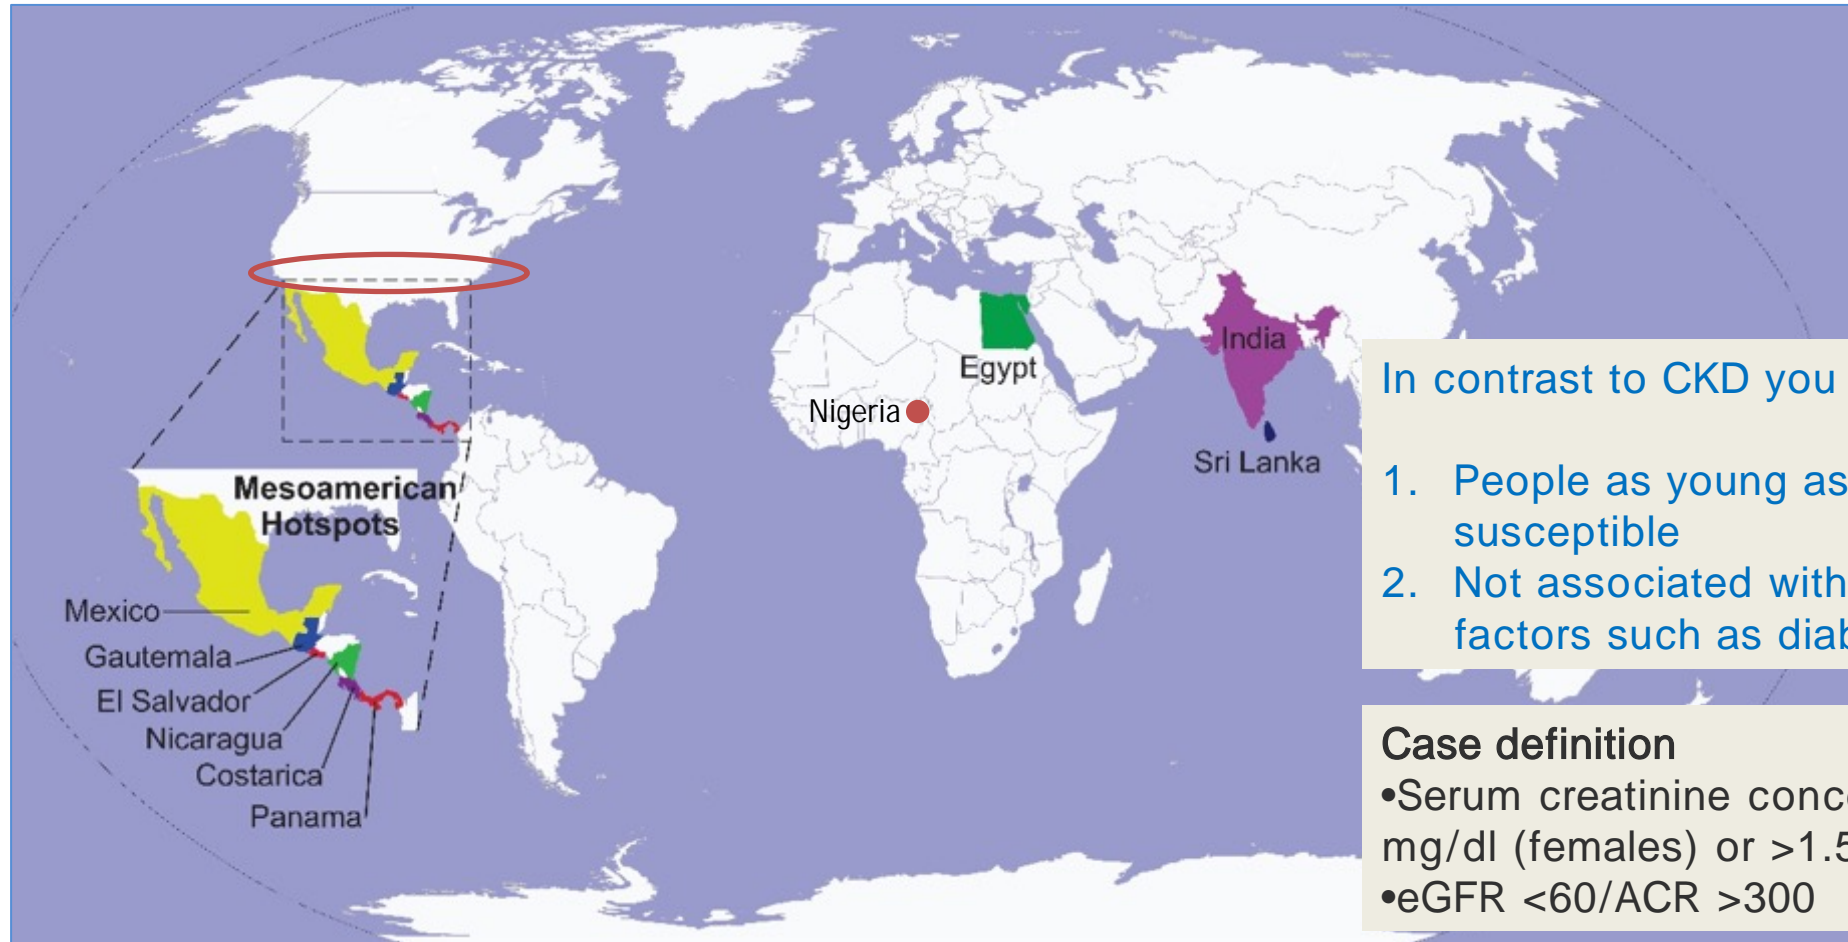 Mesoamerican
Hotspots
Mexico
Gautemala
El Salvador
Nicaragua
Costarica
Panama
Egypt
Nigeria
India
Sri Lanka
In contrast to CKD you
1. People as young as
susceptible
2. Not associated with
factors such as diab
Case definition
•Serum creatinine conce
mg/dl (females) or >1.5
•eGFR <60/ACR >300